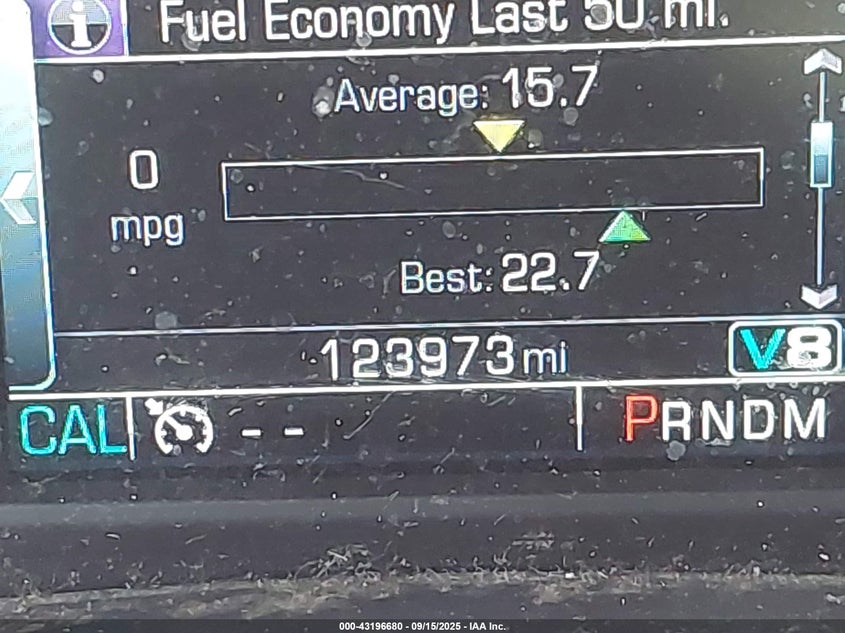 Fuel Economy Last 50 mi.
Average: 15.7
0
mpg
Best: 22.7
123973 mi
V8
CAL
- -
PRNDM
000-43196680 - 09/15/2025 - IAA Inc.